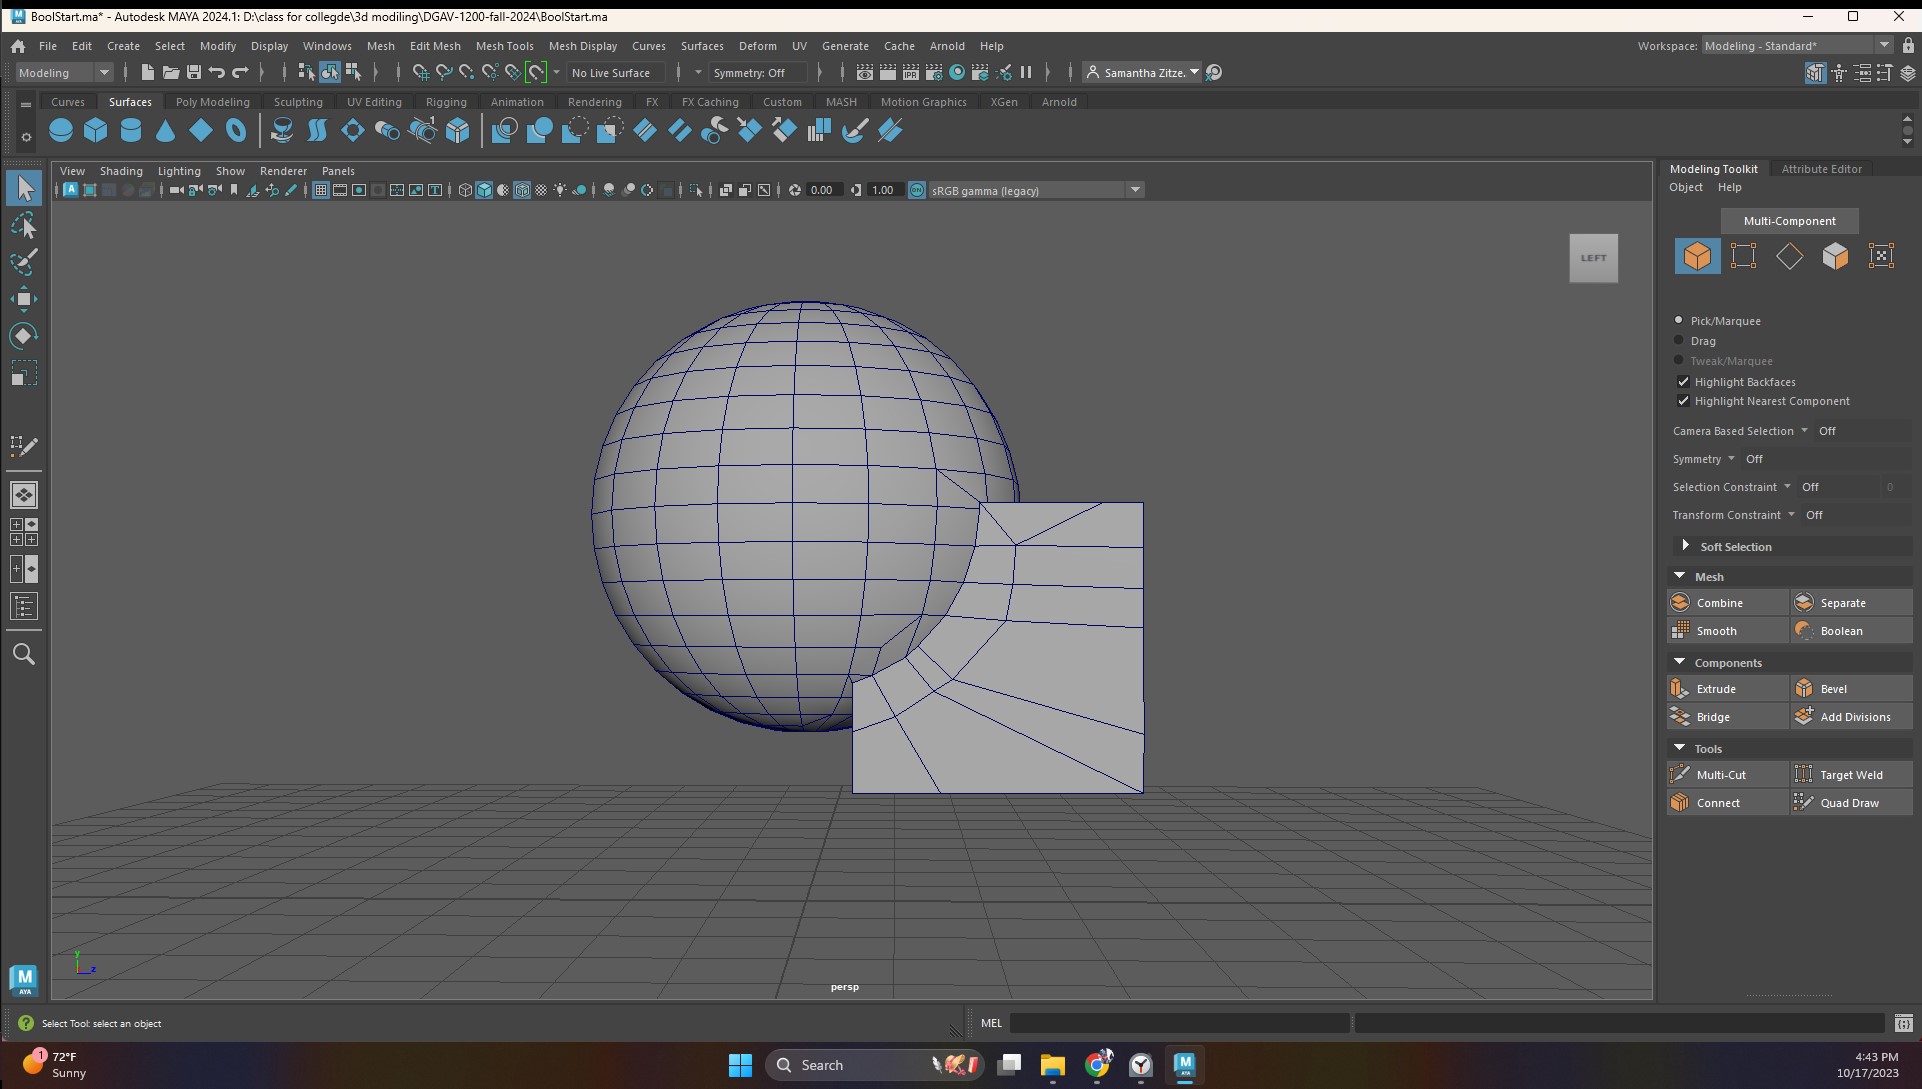 BoolStart.ma* - Autodesk MAYA 2024.1: D:\class for collegde\3d modiling\DGAV-1200-fall-2024\BoolStart.ma
File Edit Create Select Modify Display Windows Mesh Edit Mesh Mesh Tools Mesh Display Curves Surfaces Deform UV Generate Cache Arnold Help Workspace: Modeling - Standard*
Modeling No Live Surface Symmetry: Off IPR Samantha Zitze.
Curves Surfaces Poly Modeling Sculpting UV Editing Rigging Animation Rendering FX FX Caching Custom MASH Motion Graphics XGen Arnold
View Shading Lighting Show Renderer Panels
0.00 1.00 ON sRGB gamma (legacy)
LEFT
y
z
persp
Modeling Toolkit Attribute Editor
Object Help
Multi-Component
Pick/Marquee
Drag
Tweak/Marquee
Highlight Backfaces
Highlight Nearest Component
Camera Based Selection Off
Symmetry Off
Selection Constraint Off 0
Transform Constraint Off
Soft Selection
Mesh
Combine Separate
Smooth Boolean
Components
Extrude Bevel
Bridge Add Divisions
Tools
Multi-Cut Target Weld
Connect Quad Draw
M
AYA
Select Tool: select an object MEL
1
72°F
Sunny
Search
4:43 PM
10/17/2023